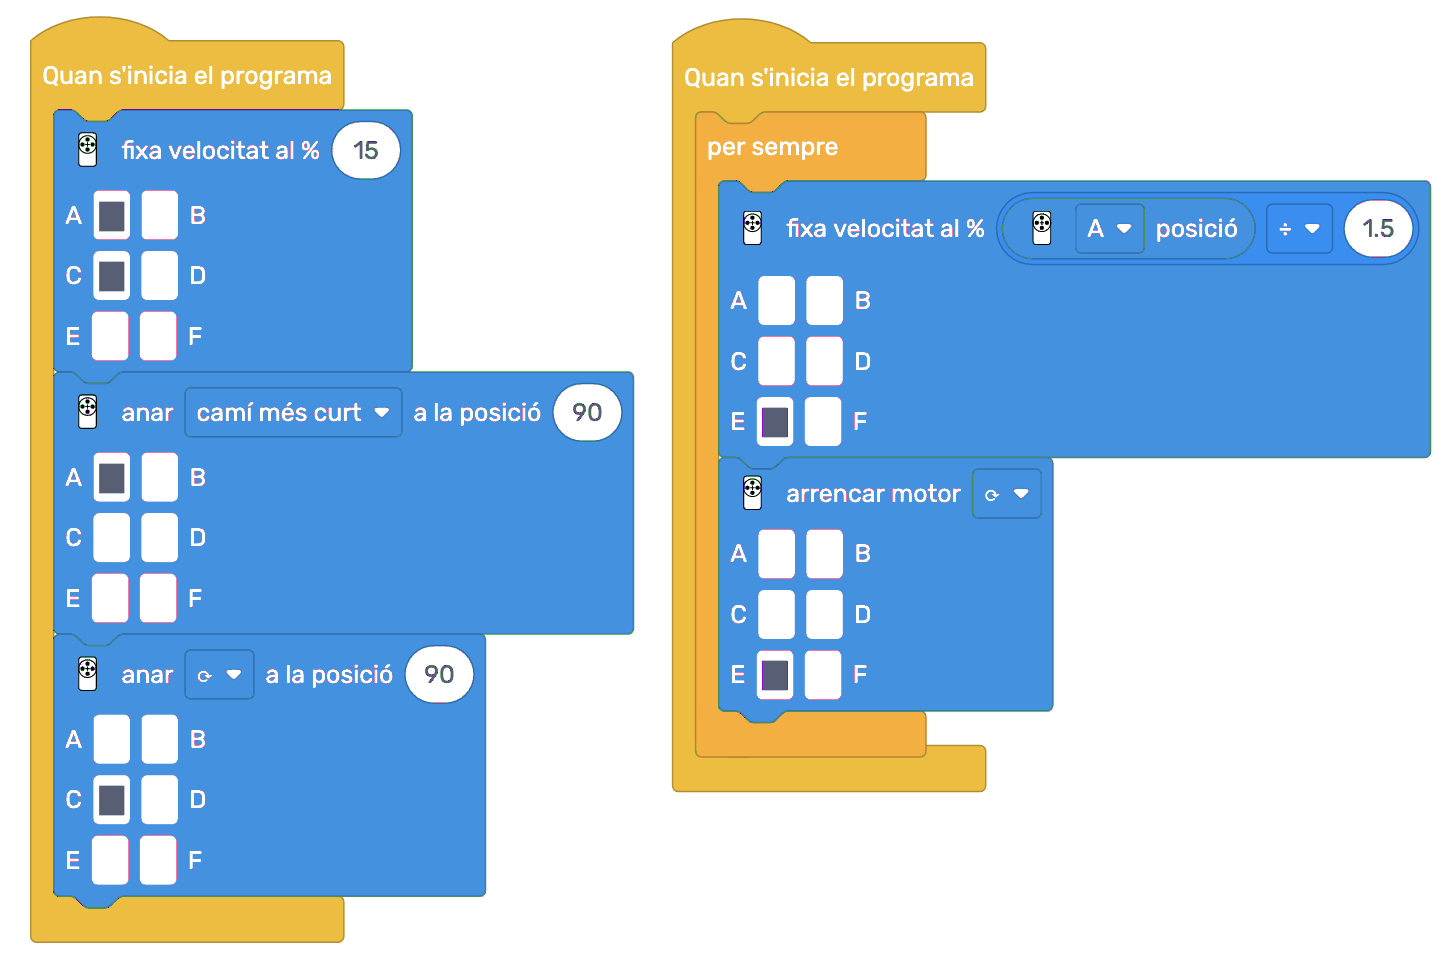 Quan s'inicia el programa
fixa velocitat al % 15
A B
C D
E F
anar camí més curt a la posició 90
A B
C D
E F
anar ⟳ a la posició 90
A B
C D
E F
Quan s'inicia el programa
per sempre
fixa velocitat al % A posició ÷ 1.5
A B
C D
E F
arrencar motor ⟳
A B
C D
E F